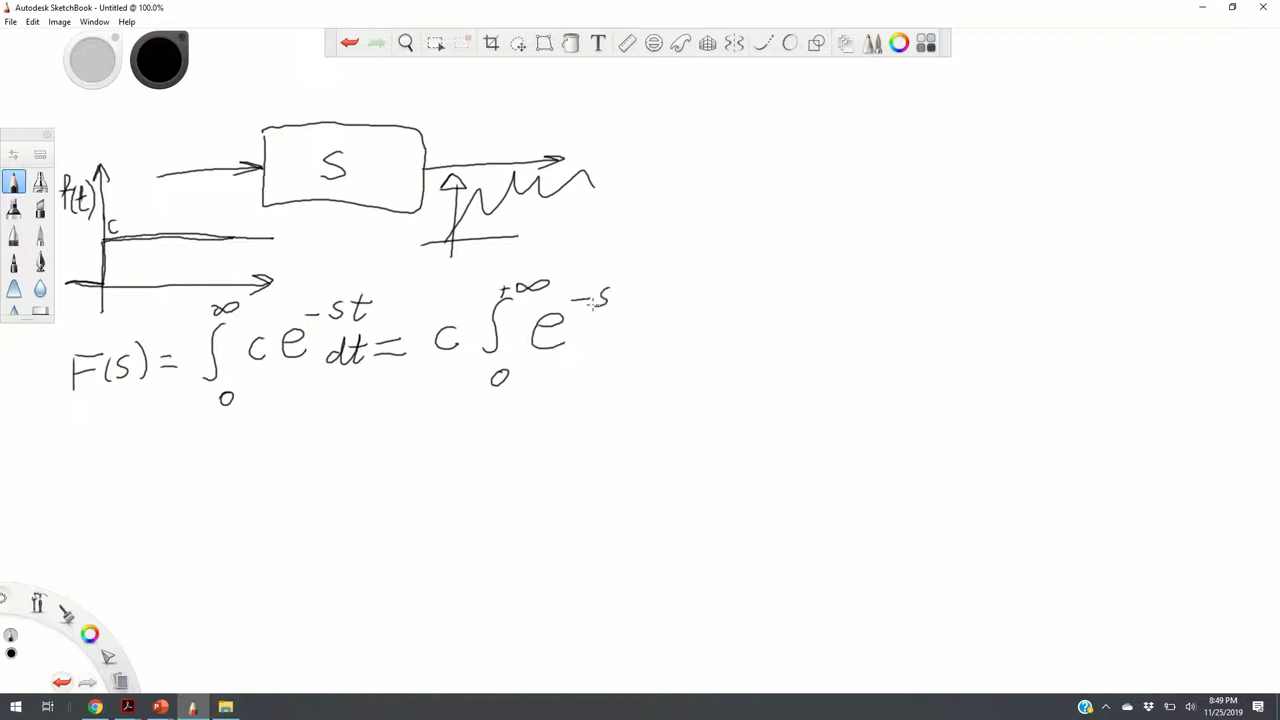 Autodesk SketchBook - Untitled @ 100.0%
File Edit Image Window Help
T
S
f(t)
c
F(s) = ∫₀^∞ c e^{-st} dt = c ∫₀^{+∞} e^{-s}
8:49 PM
11/25/2019